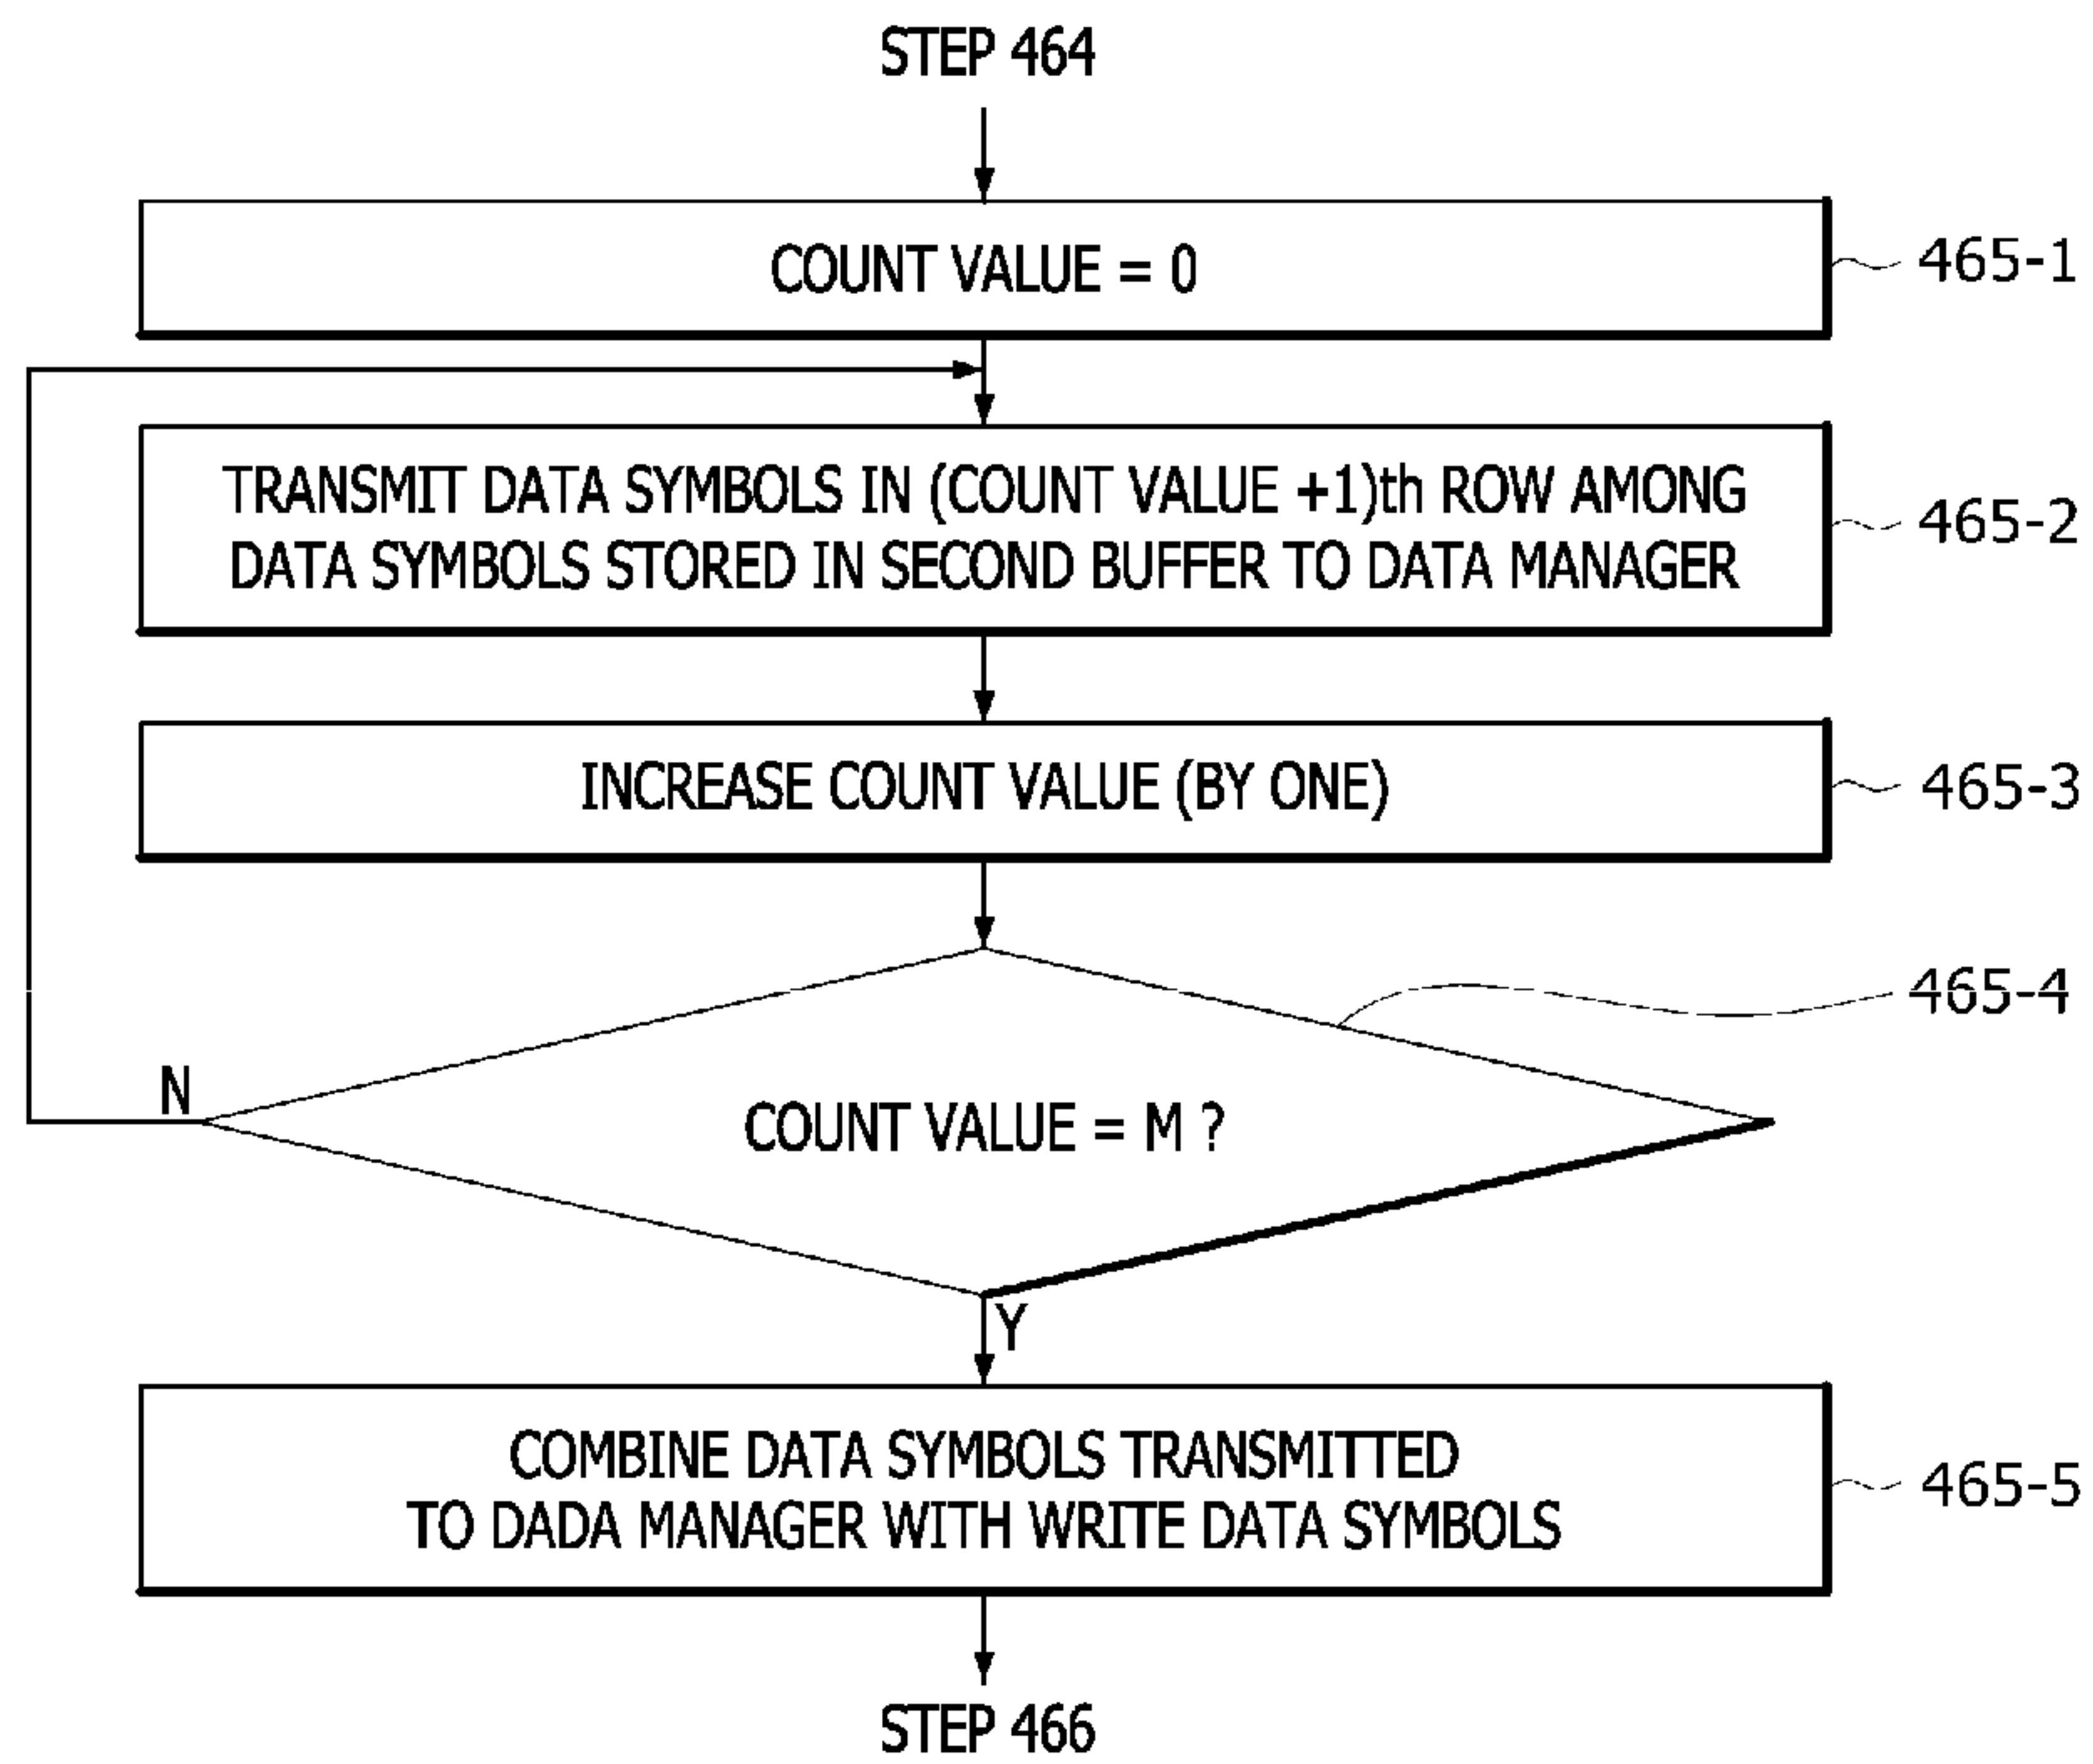 STEP 464
COUNT VALUE = 0
465-1
TRANSMIT DATA SYMBOLS IN (COUNT VALUE +1)th ROW AMONG
DATA SYMBOLS STORED IN SECOND BUFFER TO DATA MANAGER
465-2
INCREASE COUNT VALUE (BY ONE)
465-3
465-4
N
COUNT VALUE = M ?
Y
COMBINE DATA SYMBOLS TRANSMITTED
TO DADA MANAGER WITH WRITE DATA SYMBOLS
465-5
STEP 466